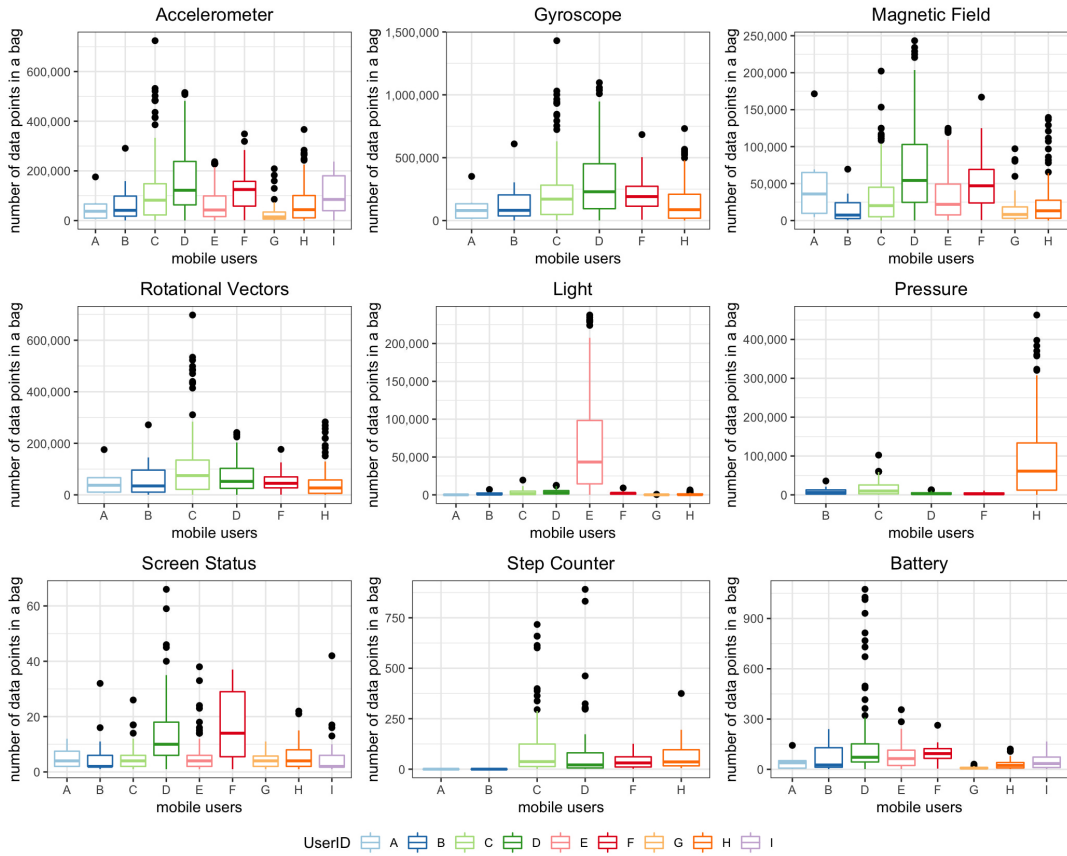 Accelerometer
number of data points in a bag
600,000
400,000
200,000
0
A B C D E F G H I
mobile users
Gyroscope
number of data points in a bag
1,500,000
1,000,000
500,000
0
A B C D F H
mobile users
Magnetic Field
number of data points in a bag
250,000
200,000
150,000
100,000
50,000
0
A B C D E F G H
mobile users
Rotational Vectors
number of data points in a bag
600,000
400,000
200,000
0
A B C D F H
mobile users
Light
number of data points in a bag
200,000
150,000
100,000
50,000
0
A B C D E F G H
mobile users
Pressure
number of data points in a bag
400,000
300,000
200,000
100,000
0
B C D F H
mobile users
Screen Status
number of data points in a bag
60
40
20
0
A B C D E F G H I
mobile users
Step Counter
number of data points in a bag
750
500
250
0
A B C D F H
mobile users
Battery
number of data points in a bag
900
600
300
0
A B D E F G H I
mobile users
UserID A B C D E F G H I